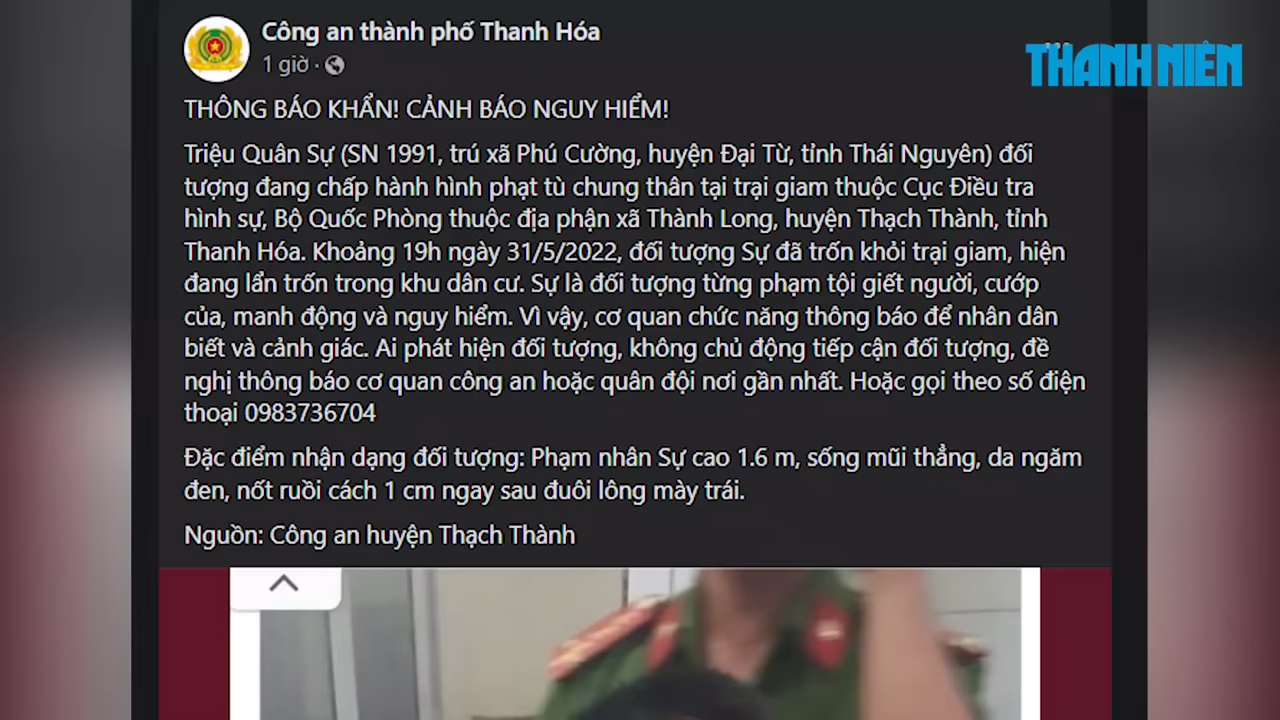 Công an thành phố Thanh Hóa
1 giờ ·
THANH NIÊN
THÔNG BÁO KHẨN! CẢNH BÁO NGUY HIỂM!
Triệu Quân Sự (SN 1991, trú xã Phú Cường, huyện Đại Từ, tỉnh Thái Nguyên) đối
tượng đang chấp hành hình phạt tù chung thân tại trại giam thuộc Cục Điều tra
hình sự, Bộ Quốc Phòng thuộc địa phận xã Thành Long, huyện Thạch Thành, tỉnh
Thanh Hóa. Khoảng 19h ngày 31/5/2022, đối tượng Sự đã trốn khỏi trại giam, hiện
đang lẩn trốn trong khu dân cư. Sự là đối tượng từng phạm tội giết người, cướp
của, manh động và nguy hiểm. Vì vậy, cơ quan chức năng thông báo để nhân dân
biết và cảnh giác. Ai phát hiện đối tượng, không chủ động tiếp cận đối tượng, đề
nghị thông báo cơ quan công an hoặc quân đội nơi gần nhất. Hoặc gọi theo số điện
thoại 0983736704
Đặc điểm nhận dạng đối tượng: Phạm nhân Sự cao 1.6 m, sống mũi thẳng, da ngăm
đen, nốt ruồi cách 1 cm ngay sau đuôi lông mày trái.
Nguồn: Công an huyện Thạch Thành